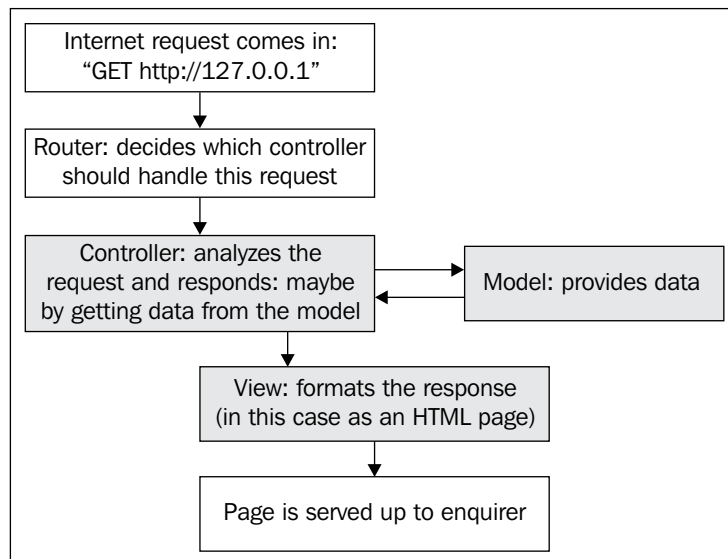 Internet request comes in:
“GET http://127.0.0.1”
Router: decides which controller
should handle this request
Controller: analyzes the
request and responds: maybe
by getting data from the model
Model: provides data
View: formats the response
(in this case as an HTML page)
Page is served up to enquirer